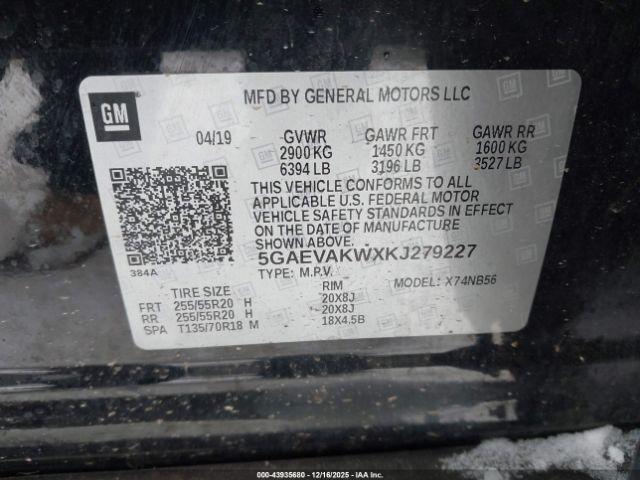 GM
MFD BY GENERAL MOTORS LLC
04/19 GVWR GAWR FRT GAWR RR
2900 KG 1450 KG 1600 KG
6394 LB 3196 LB 3527 LB
THIS VEHICLE CONFORMS TO ALL
APPLICABLE U.S. FEDERAL MOTOR
VEHICLE SAFETY STANDARDS IN EFFECT
ON THE DATE OF MANUFACTURE
SHOWN ABOVE.
384A
5GAEVAKWXKJ279227
TYPE: M.P.V. MODEL: X74NB56
TIRE SIZE RIM
FRT 255/55R20 H 20X8J
RR 255/55R20 H 20X8J
SPA T135/70R18 M 18X4.5B
000-43935680 - 12/16/2025 - IAA Inc.